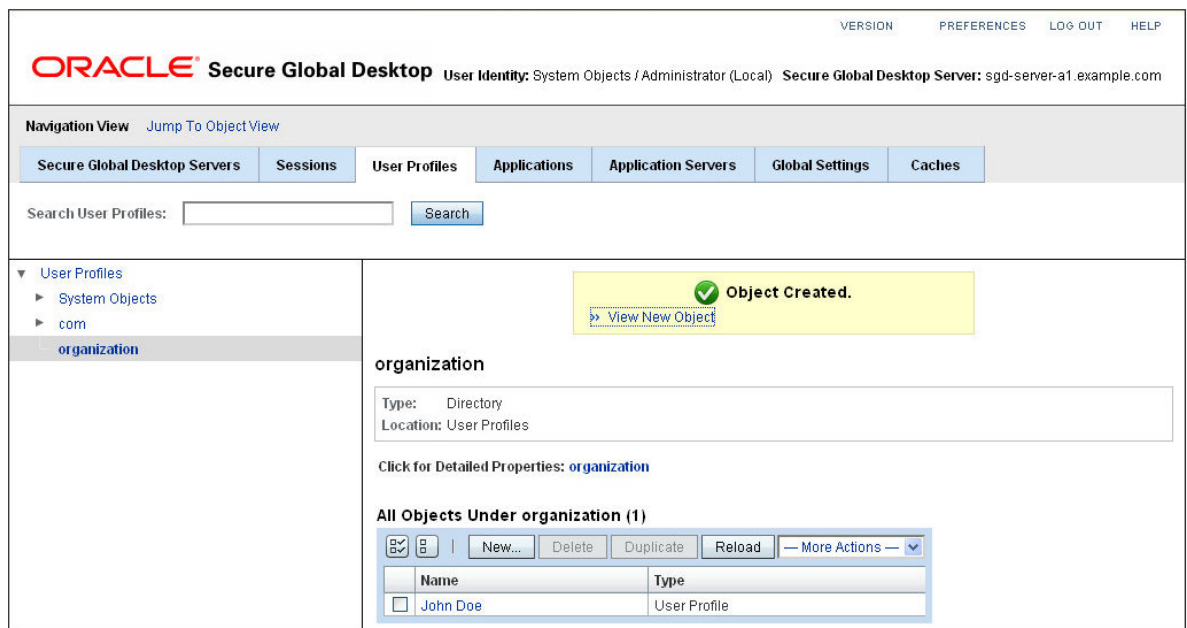 VERSION PREFERENCES LOG OUT HELP
ORACLE Secure Global Desktop User Identity: System Objects / Administrator (Local) Secure Global Desktop Server: sgd-server-a1.example.com
Navigation View Jump To Object View
Secure Global Desktop Servers Sessions User Profiles Applications Application Servers Global Settings Caches
Search User Profiles: Search
User Profiles
System Objects
com
organization
Object Created.
» View New Object
organization
Type: Directory
Location: User Profiles
Click for Detailed Properties: organization
All Objects Under organization (1)
New... Delete Duplicate Reload — More Actions —
Name Type
John Doe User Profile